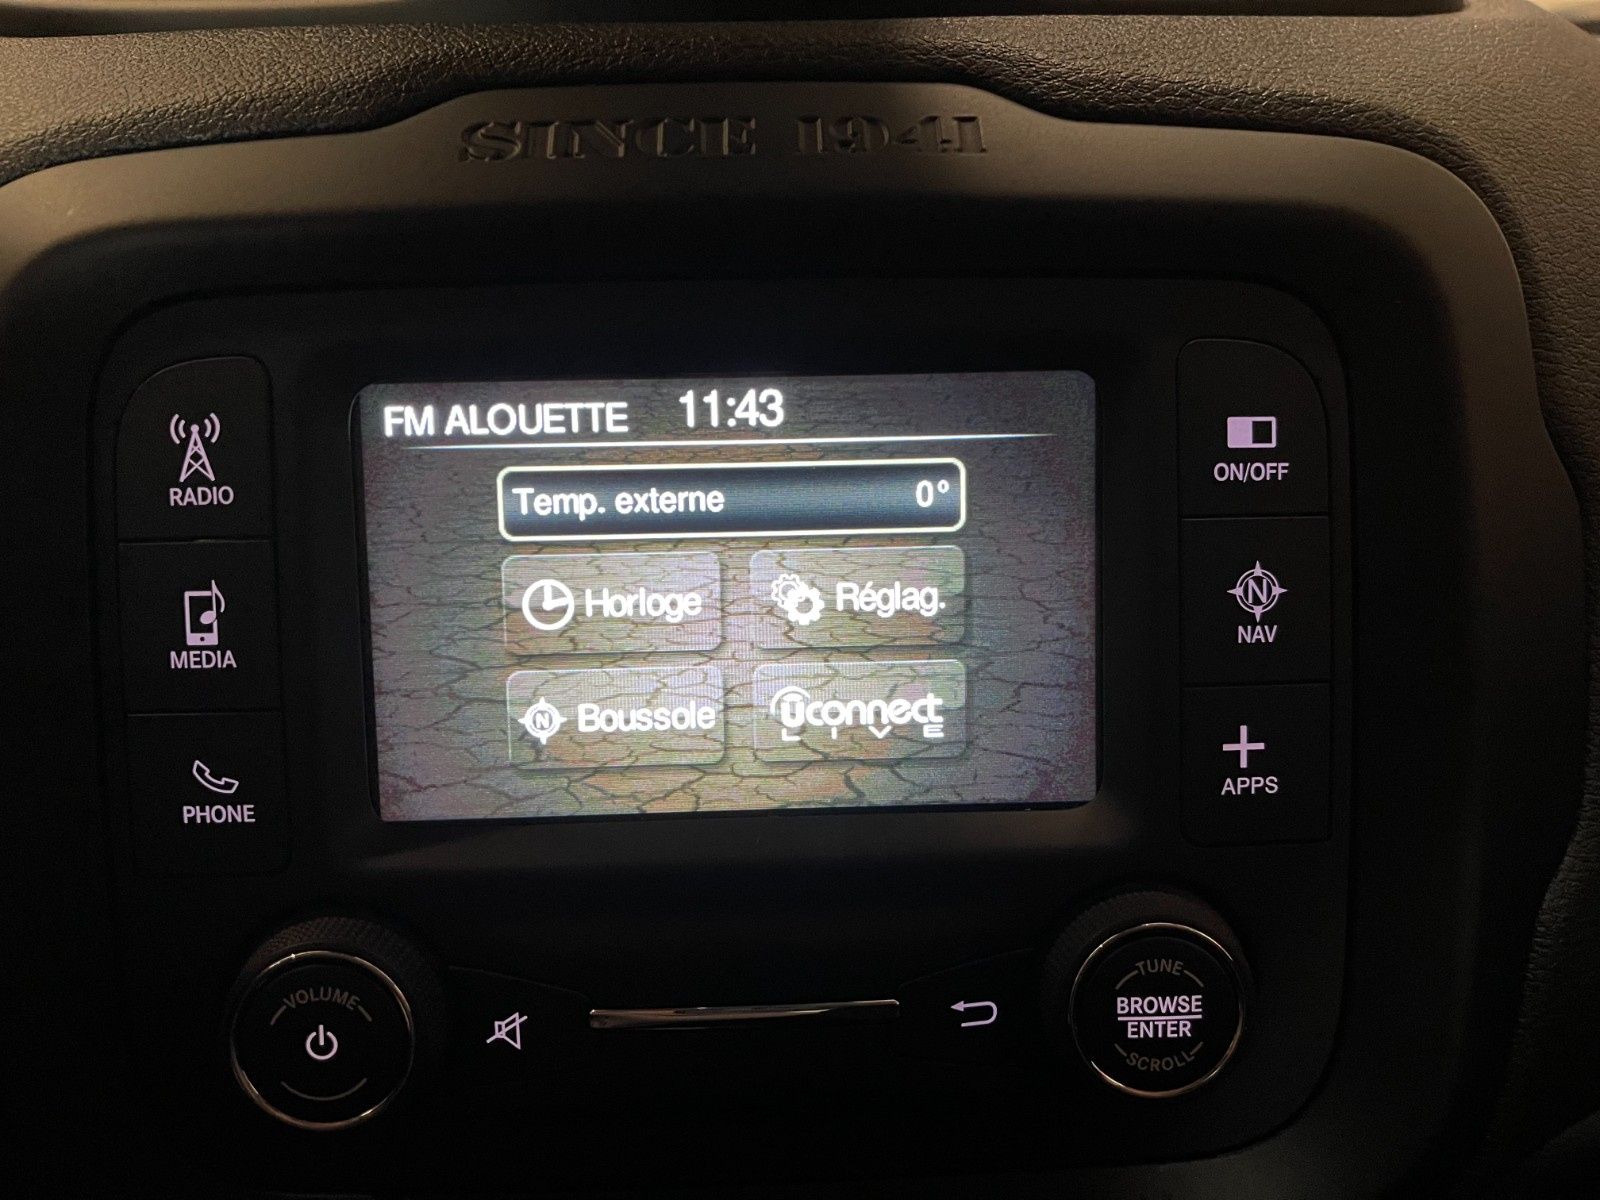 SINCE 1941
FM ALOUETTE 11:43
Temp. externe 0°
Horloge
Réglag.
N Boussole
Uconnect
LIVE
RADIO
MEDIA
PHONE
ON/OFF
N
NAV
APPS
VOLUME
TUNE
BROWSE
ENTER
SCROLL